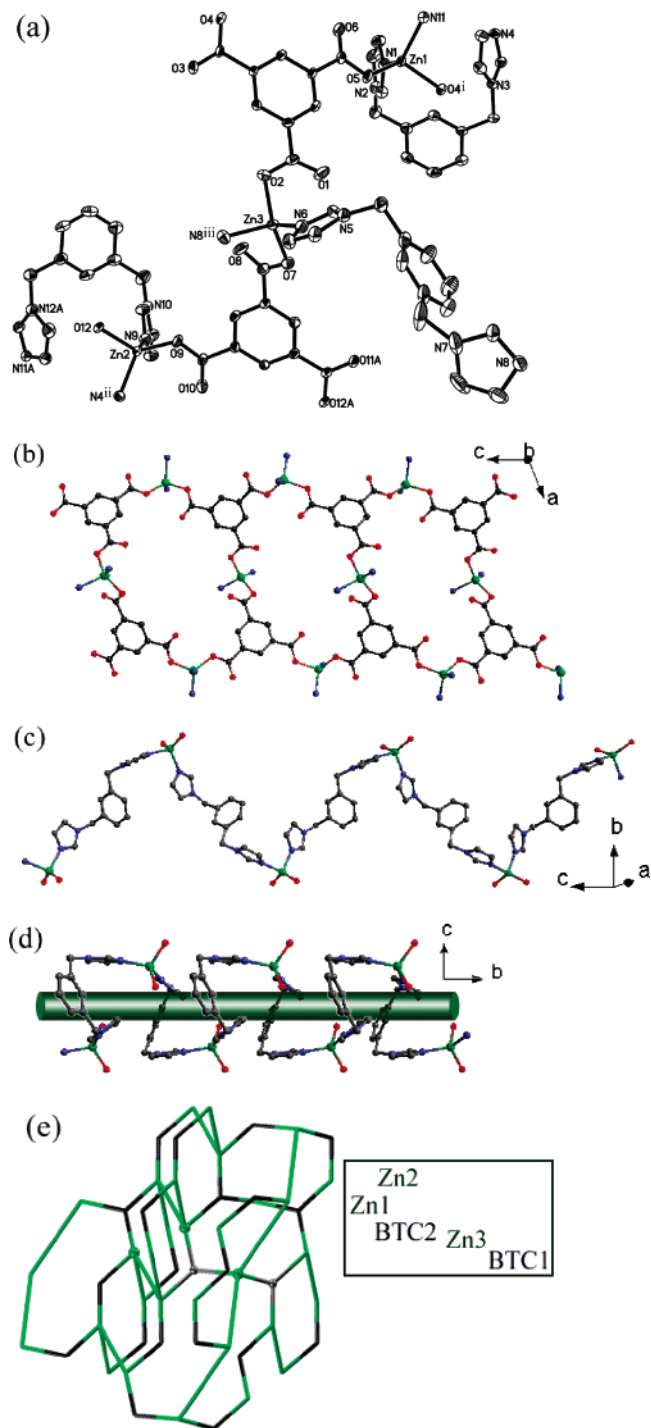 (a)
O4
O6
N11
N4
O3
N1
Zn1
O5
N2
O4i
N3
O2
O1
Zn3
N6
N5
N8iii
O8
O7
N12A
N10
O12
N9
O9
N7
N8
N11A
Zn2
O11A
N4ii
O10
O12A
(b)
c
b
a
(c)
b
c
a
(d)
c
b
(e)
Zn2
Zn1
BTC2
Zn3
BTC1